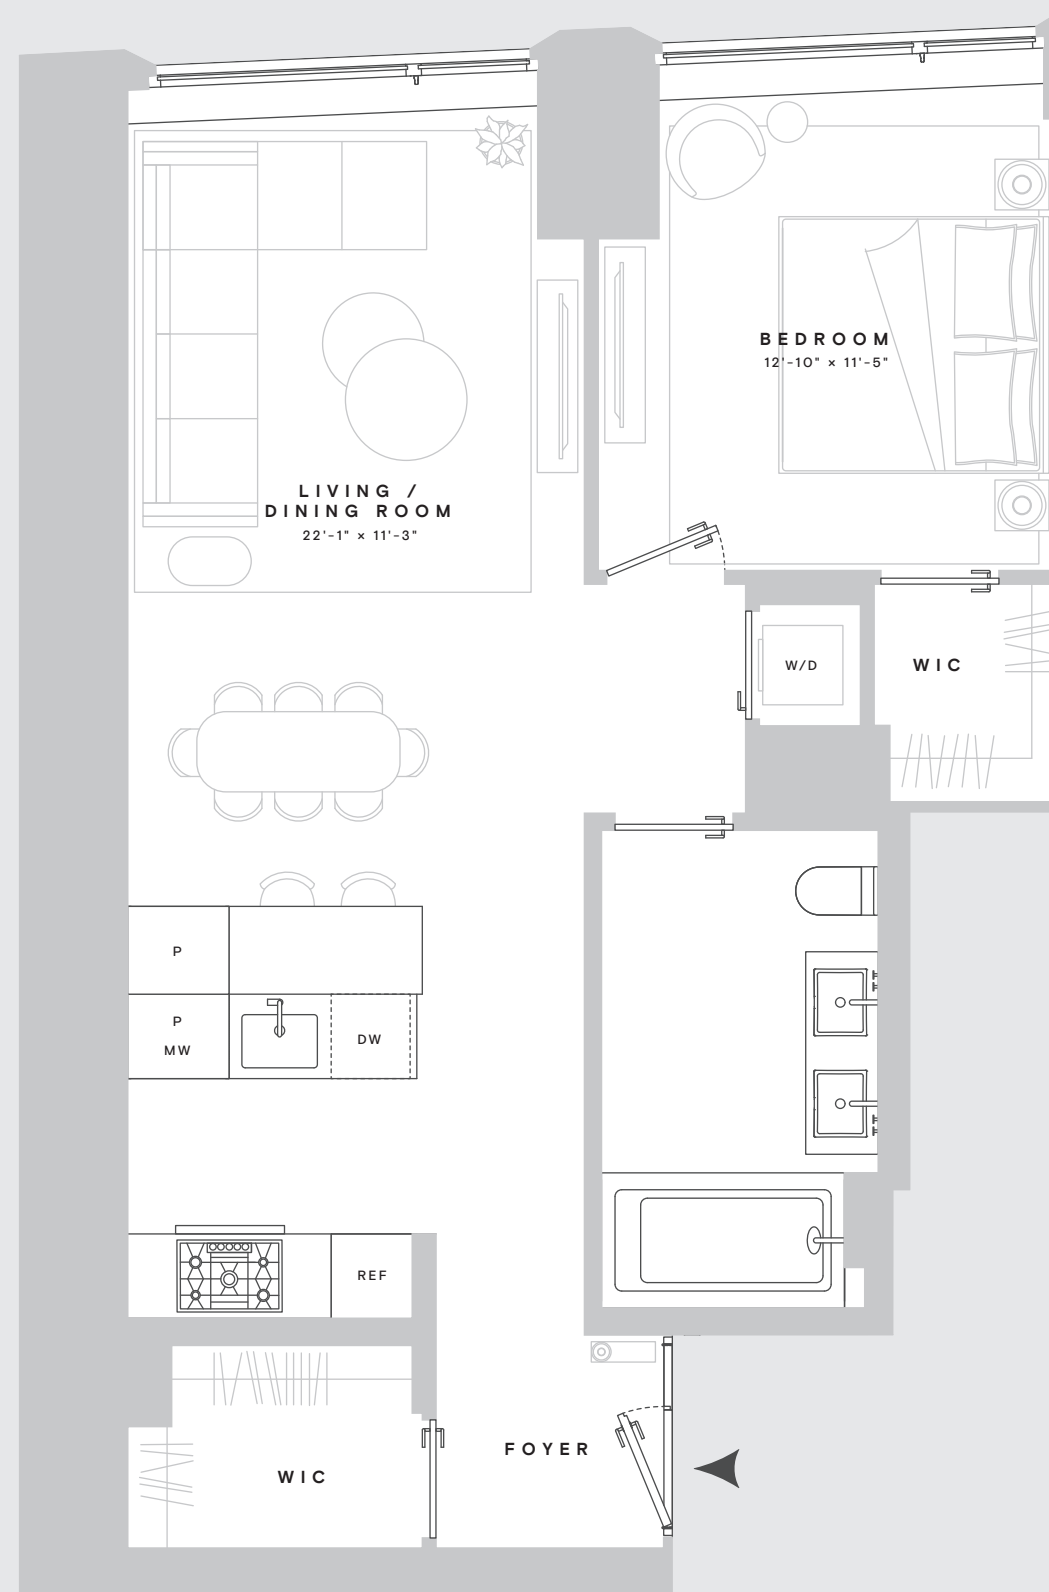 BEDROOM
12'-10" × 11'-5"
LIVING /
DINING ROOM
22'-1" × 11'-3"
W/D
WIC
P
P
MW
DW
REF
FOYER
WIC